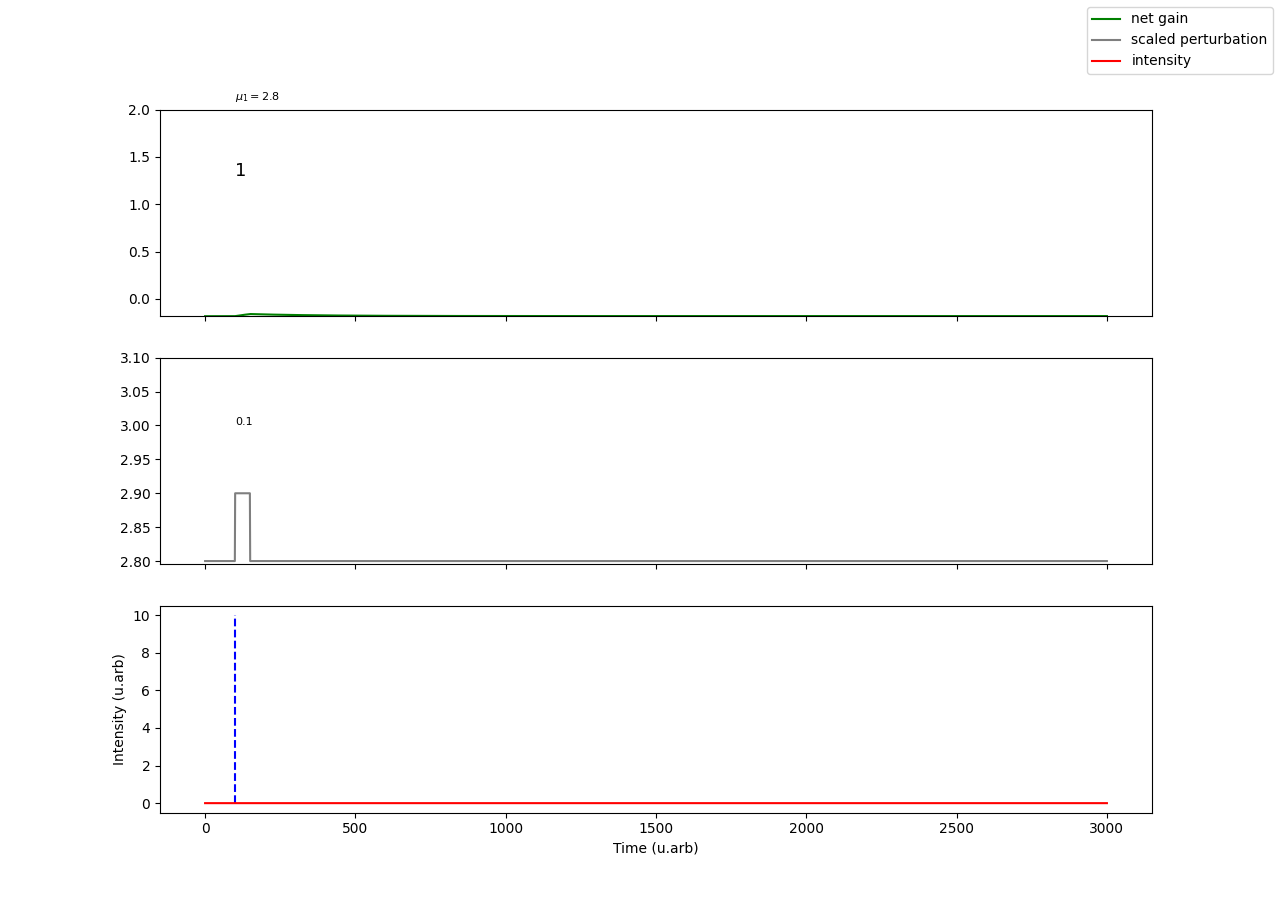 net gain
scaled perturbation
intensity
μ₁ = 2.8
2.0
1
1.5
1.0
0.5
0.0
3.10
3.05
0.1
3.00
2.95
2.90
2.85
2.80
10
8
6
4
2
0
Intensity (u.arb)
0 500 1000 1500 2000 2500 3000
Time (u.arb)